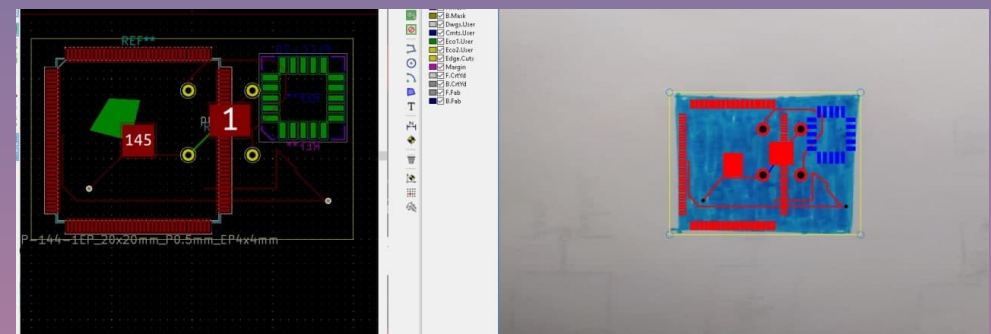 REF**
145
1
REF**
P-144-1EP_20x20mm_P0.5mm_EP4x4mm
B.Mask
Dwgs.User
Cmts.User
Eco1.User
Eco2.User
Edge.Cuts
Margin
F.CrtYd
B.CrtYd
F.Fab
B.Fab
T